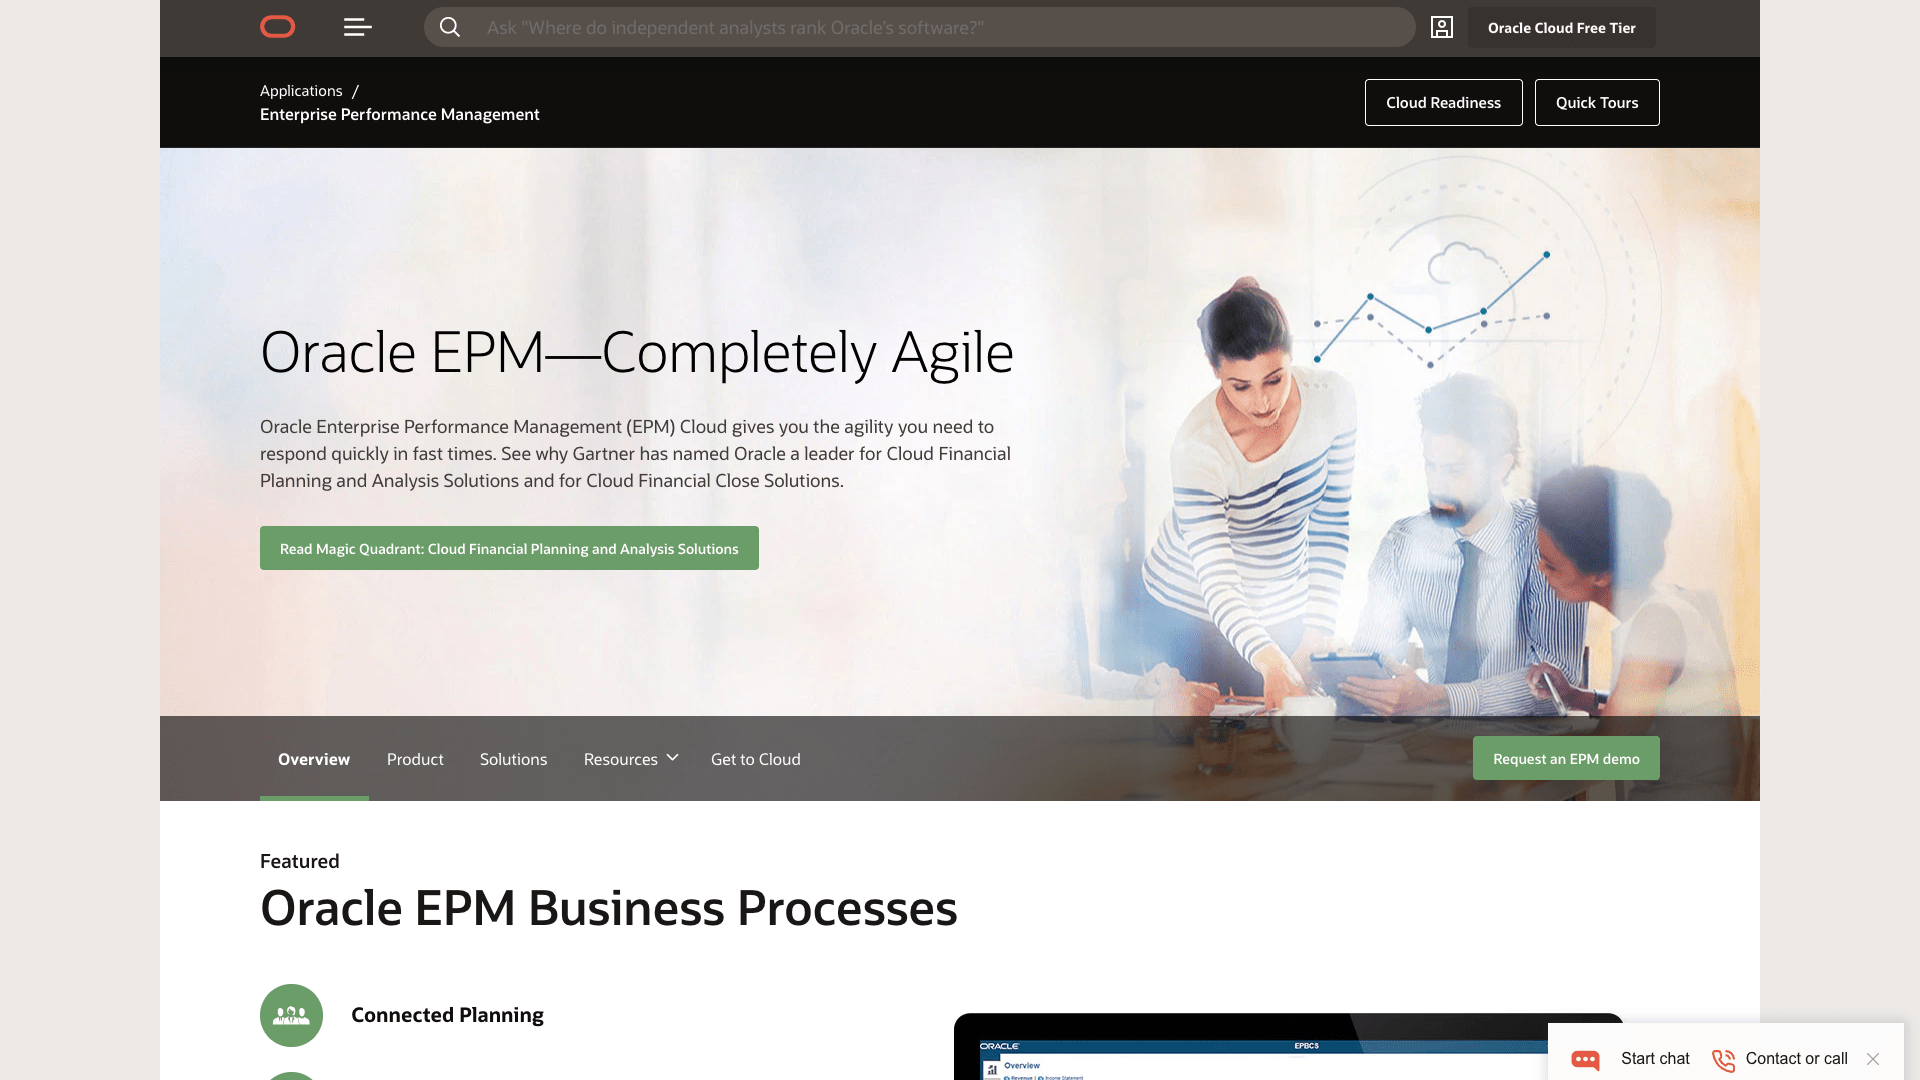 Ask "Where do independent analysts rank Oracle's software?"
Oracle Cloud Free Tier
Applications /
Enterprise Performance Management
Cloud Readiness
Quick Tours
Oracle EPM—Completely Agile
Oracle Enterprise Performance Management (EPM) Cloud gives you the agility you need to
respond quickly in fast times. See why Gartner has named Oracle a leader for Cloud Financial
Planning and Analysis Solutions and for Cloud Financial Close Solutions.
Read Magic Quadrant: Cloud Financial Planning and Analysis Solutions
Overview
Product
Solutions
Resources
Get to Cloud
Request an EPM demo
Featured
Oracle EPM Business Processes
Connected Planning
ORACLE
EPBCS
Overview
Revenue | Income Statement
Start chat
Contact or call